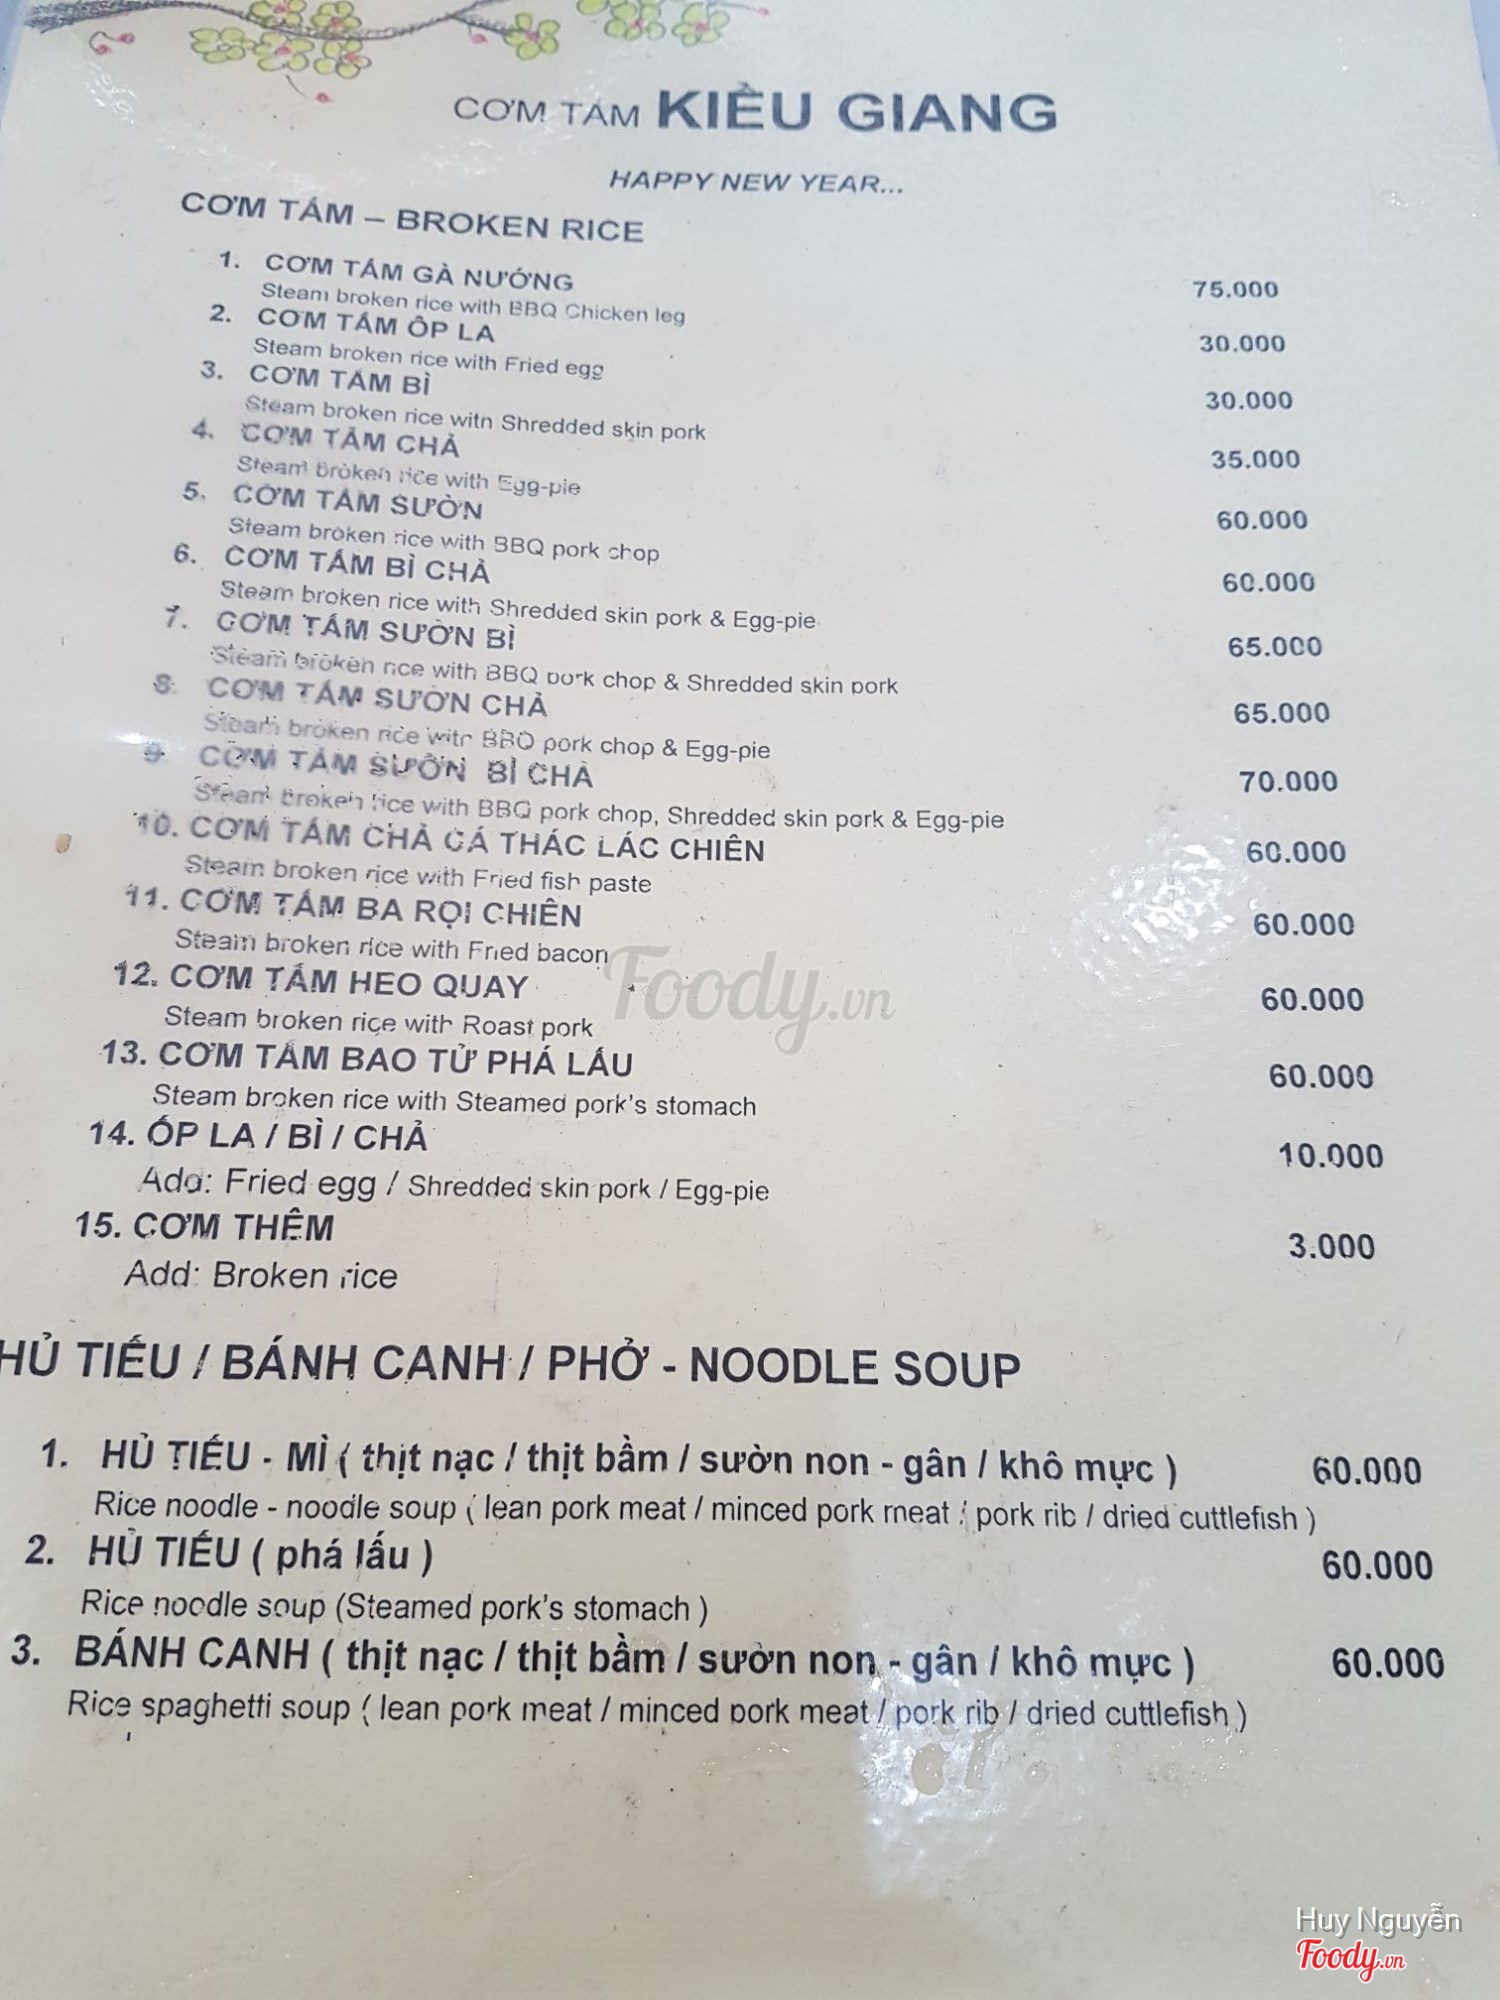 CƠM TẤM KIỀU GIANG
HAPPY NEW YEAR...
CƠM TẤM – BROKEN RICE
1. CƠM TẤM GÀ NƯỚNG 75.000
Steam broken rice with BBQ Chicken leg
2. CƠM TẤM ỐP LA 30.000
Steam broken rice with Fried egg
3. CƠM TẤM BÌ 30.000
Steam broken rice with Shredded skin pork
4. CƠM TẤM CHẢ 35.000
Steam broken rice with Egg-pie
5. CƠM TẤM SƯỜN 60.000
Steam broken rice with BBQ pork chop
6. CƠM TẤM BÌ CHẢ 60.000
Steam broken rice with Shredded skin pork & Egg-pie
7. CƠM TẤM SƯỜN BÌ 65.000
Steam broken rice with BBQ pork chop & Shredded skin pork
8. CƠM TẤM SƯỜN CHẢ 65.000
Steam broken rice with BBQ pork chop & Egg-pie
9. CƠM TẤM SƯỜN BÌ CHẢ 70.000
Steam broken rice with BBQ pork chop, Shredded skin pork & Egg-pie
10. CƠM TẤM CHẢ CÁ THÁC LÁC CHIÊN 60.000
Steam broken rice with Fried fish paste
11. CƠM TẤM BA RỌI CHIÊN 60.000
Steam broken rice with Fried bacon
12. CƠM TẤM HEO QUAY 60.000
Steam broken rice with Roast pork
13. CƠM TẤM BAO TỬ PHÁ LẤU 60.000
Steam broken rice with Steamed pork's stomach
14. ỐP LA / BÌ / CHẢ 10.000
Add: Fried egg / Shredded skin pork / Egg-pie
15. CƠM THÊM 3.000
Add: Broken rice
HỦ TIẾU / BÁNH CANH / PHỞ - NOODLE SOUP
1. HỦ TIẾU - MÌ ( thịt nạc / thịt bầm / sườn non - gân / khô mực ) 60.000
Rice noodle - noodle soup ( lean pork meat / minced pork meat / pork rib / dried cuttlefish )
2. HỦ TIẾU ( phá lấu ) 60.000
Rice noodle soup (Steamed pork's stomach )
3. BÁNH CANH ( thịt nạc / thịt bầm / sườn non - gân / khô mực ) 60.000
Rice spaghetti soup ( lean pork meat / minced pork meat / pork rib / dried cuttlefish )
Foody.vn
Huy Nguyễn
Foody.vn